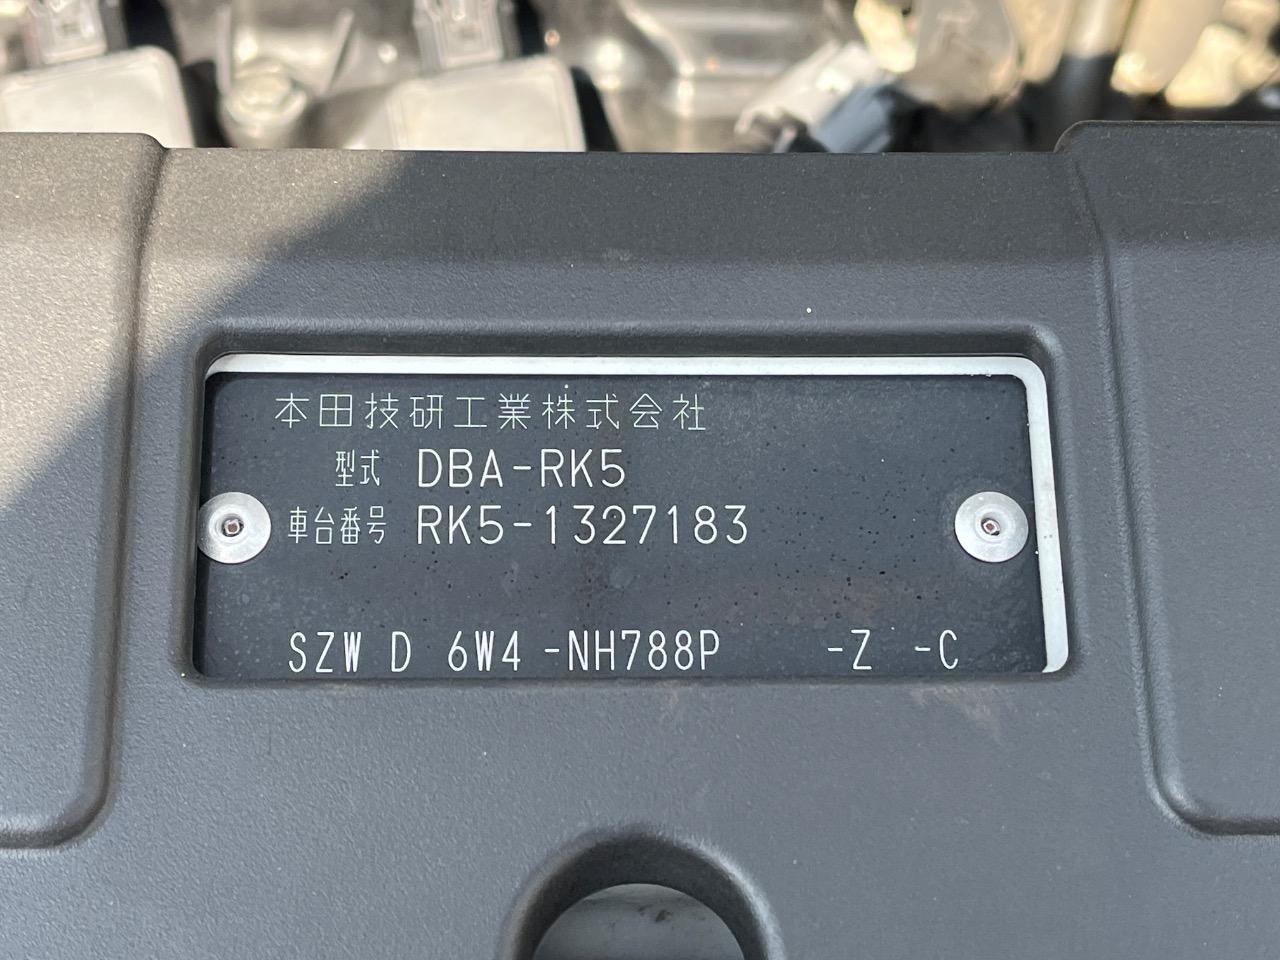 本田技研工業株式会社
型式 DBA-RK5
車台番号 RK5-1327183
SZW D 6W4 -NH788P -Z -C